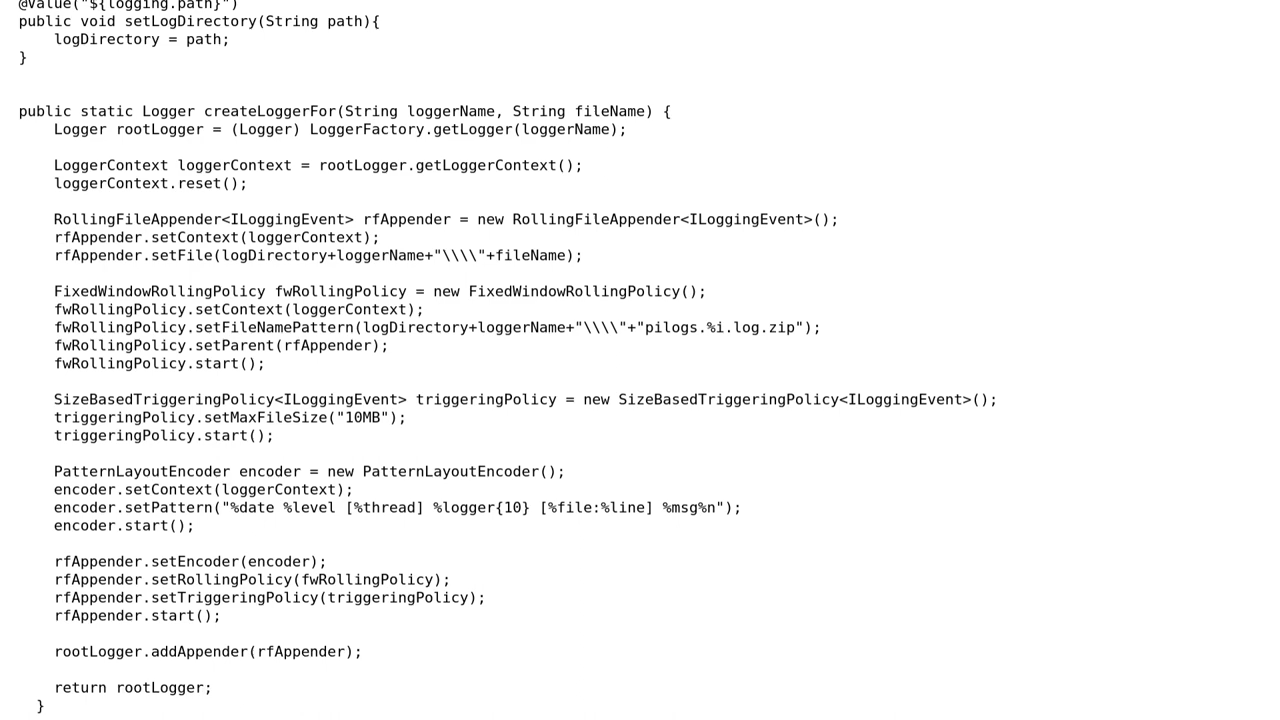 @Value("${logging.path}")
public void setLogDirectory(String path){
    logDirectory = path;
}

public static Logger createLoggerFor(String loggerName, String fileName) {
    Logger rootLogger = (Logger) LoggerFactory.getLogger(loggerName);

    LoggerContext loggerContext = rootLogger.getLoggerContext();
    loggerContext.reset();

    RollingFileAppender<ILoggingEvent> rfAppender = new RollingFileAppender<ILoggingEvent>();
    rfAppender.setContext(loggerContext);
    rfAppender.setFile(logDirectory+loggerName+"\\\\"+fileName);

    FixedWindowRollingPolicy fwRollingPolicy = new FixedWindowRollingPolicy();
    fwRollingPolicy.setContext(loggerContext);
    fwRollingPolicy.setFileNamePattern(logDirectory+loggerName+"\\\\"+"pilogs.%i.log.zip");
    fwRollingPolicy.setParent(rfAppender);
    fwRollingPolicy.start();

    SizeBasedTriggeringPolicy<ILoggingEvent> triggeringPolicy = new SizeBasedTriggeringPolicy<ILoggingEvent>();
    triggeringPolicy.setMaxFileSize("10MB");
    triggeringPolicy.start();

    PatternLayoutEncoder encoder = new PatternLayoutEncoder();
    encoder.setContext(loggerContext);
    encoder.setPattern("%date %level [%thread] %logger{10} [%file:%line] %msg%n");
    encoder.start();

    rfAppender.setEncoder(encoder);
    rfAppender.setRollingPolicy(fwRollingPolicy);
    rfAppender.setTriggeringPolicy(triggeringPolicy);
    rfAppender.start();

    rootLogger.addAppender(rfAppender);

    return rootLogger;
  }